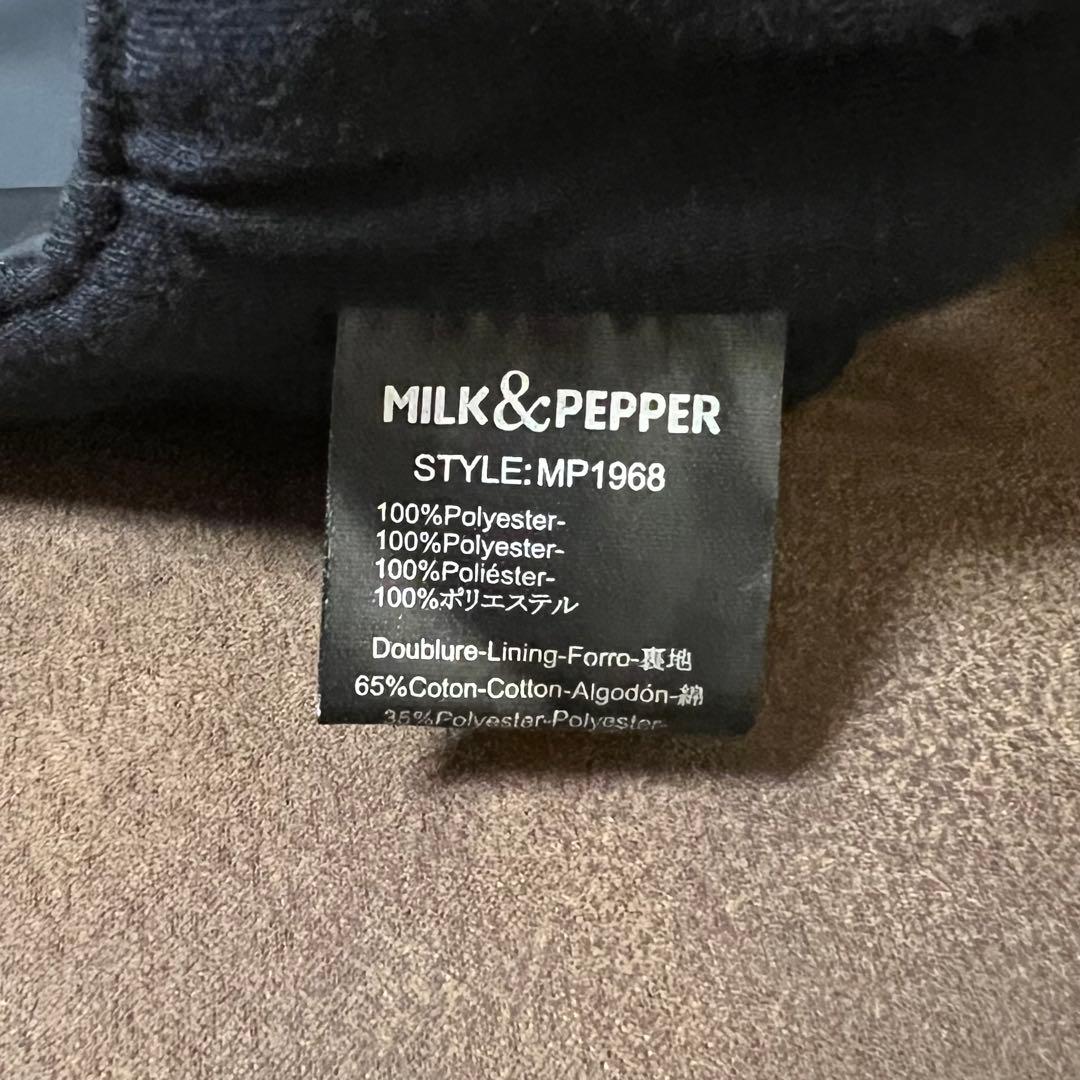 MILK&PEPPER
STYLE:MP1968
100%Polyester-
100%Polyester-
100%Poliéster-
100%ポリエステル
Doublure-Lining-Forro-裏地
65%Coton-Cotton-Algodón-綿
35%Polyester-Polyester-